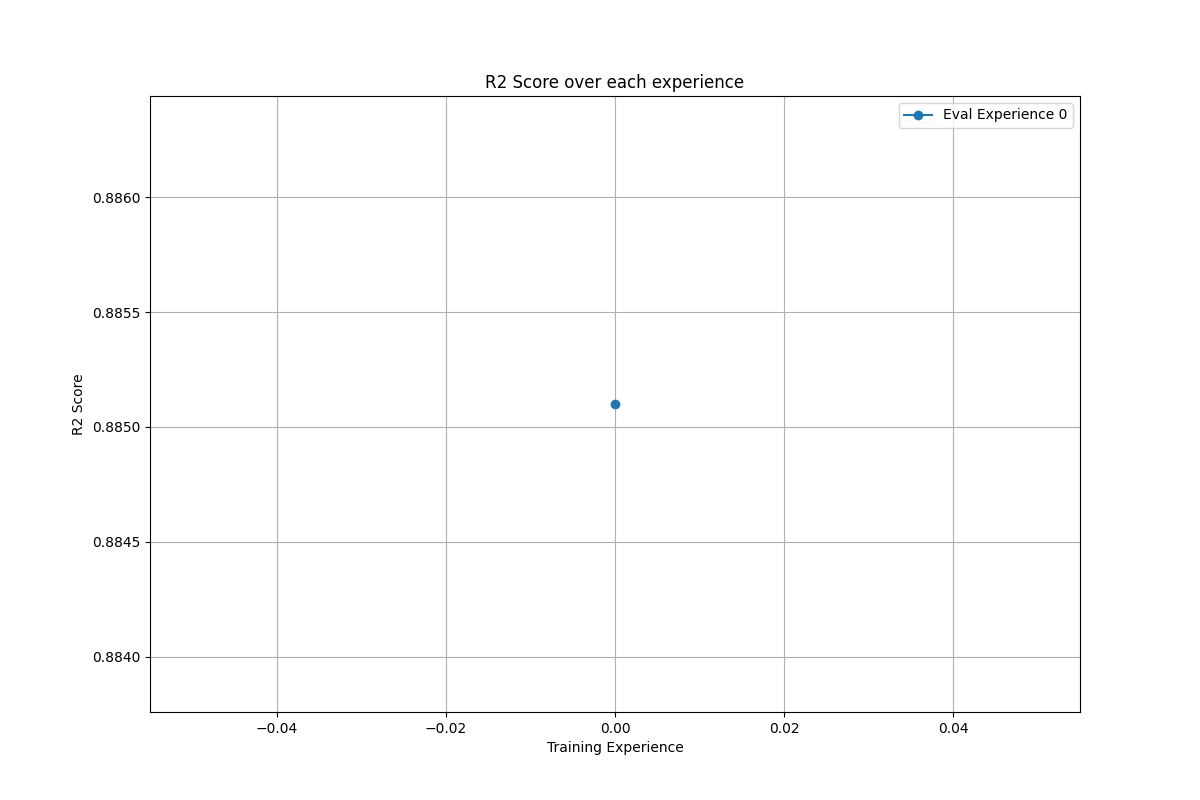 R2 Score over each experience
Eval Experience 0
0.8860
0.8855
0.8850
0.8845
0.8840
R2 Score
−0.04
−0.02
0.00
0.02
0.04
Training Experience